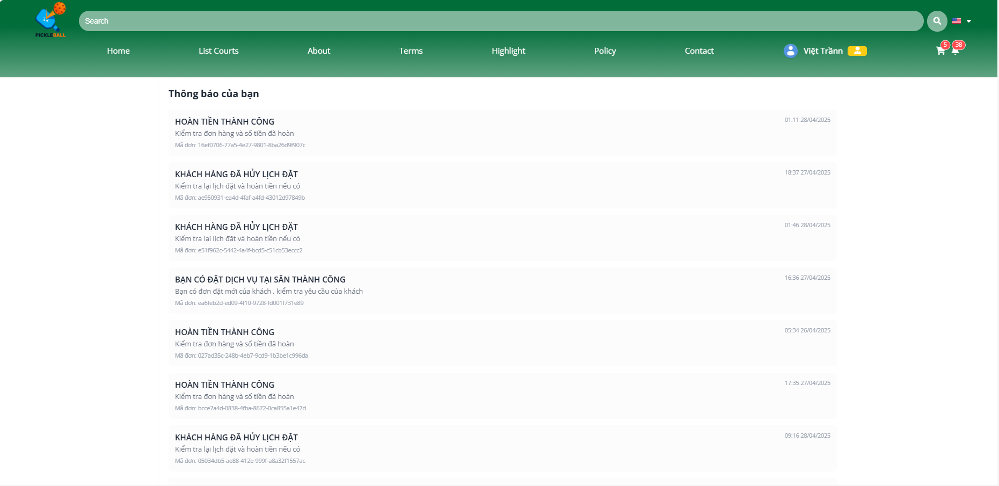 PICKLEBALL
Search
Home List Courts About Terms Highlight Policy Contact Việt Trầnn 5 38
Thông báo của bạn
HOÀN TIỀN THÀNH CÔNG 01:11 28/04/2025
Kiểm tra đơn hàng và số tiền đã hoàn
Mã đơn: 16ef0706-77a5-4e27-9801-8ba26d9f907c
KHÁCH HÀNG ĐÃ HỦY LỊCH ĐẶT 18:37 27/04/2025
Kiểm tra lại lịch đặt và hoàn tiền nếu có
Mã đơn: ae950931-ea4d-4faf-a4fd-43012d97849b
KHÁCH HÀNG ĐÃ HỦY LỊCH ĐẶT 01:46 28/04/2025
Kiểm tra lại lịch đặt và hoàn tiền nếu có
Mã đơn: e51f962c-5442-4a4f-bcd5-c51cb53eccc2
BẠN CÓ ĐẶT DỊCH VỤ TẠI SÂN THÀNH CÔNG 16:36 27/04/2025
Bạn có đơn đặt mới của khách , kiểm tra yêu cầu của khách
Mã đơn: ea6feb2d-ed09-4f10-9728-fd001f731e89
HOÀN TIỀN THÀNH CÔNG 05:34 26/04/2025
Kiểm tra đơn hàng và số tiền đã hoàn
Mã đơn: 027ad35c-248b-4eb7-9cd9-1b3be1c996da
HOÀN TIỀN THÀNH CÔNG 17:35 27/04/2025
Kiểm tra đơn hàng và số tiền đã hoàn
Mã đơn: bcce7a4d-0838-4fba-8672-0ca855a1e47d
KHÁCH HÀNG ĐÃ HỦY LỊCH ĐẶT 09:16 28/04/2025
Kiểm tra lại lịch đặt và hoàn tiền nếu có
Mã đơn: 05034db5-ae88-412e-999f-a8a32f1557ac